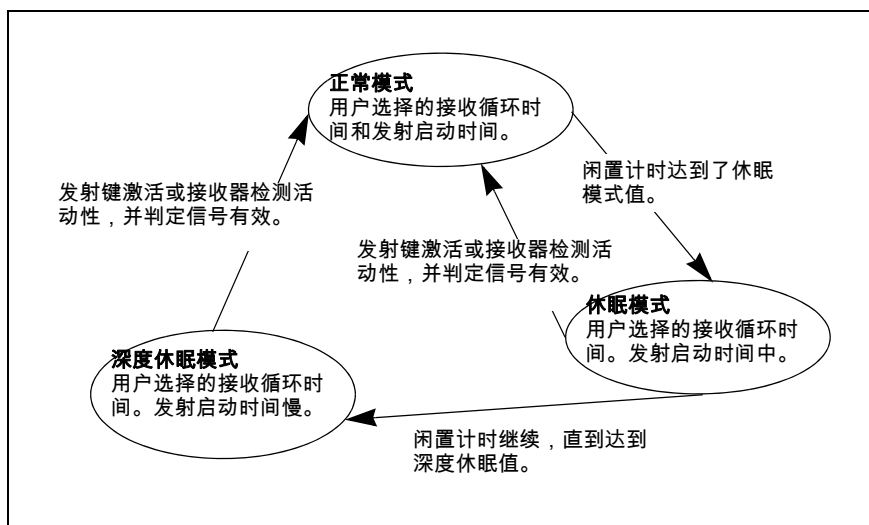 正常模式
用户选择的接收循环时
间和发射启动时间。
闲置计时达到了休眠
模式值。
发射键激活或接收器检测活
动性，并判定信号有效。
发射键激活或接收器检测活
动性，并判定信号有效。
休眠模式
用户选择的接收循环时
间。发射启动时间中。
深度休眠模式
用户选择的接收循环时
间。发射启动时间慢。
闲置计时继续，直到达到
深度休眠值。